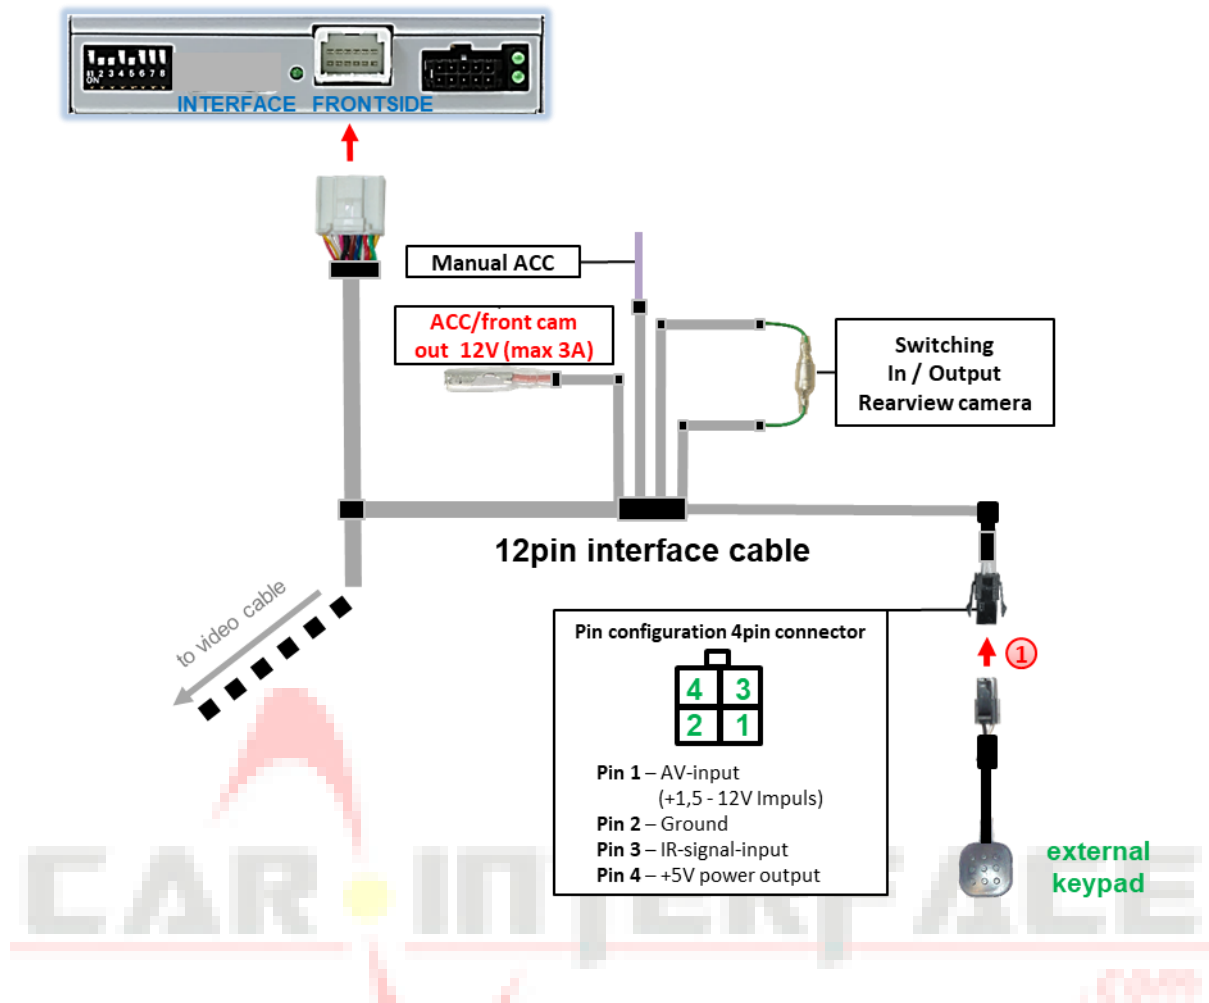 1 2 3 4 5 6 7 8
ON
INTERFACE FRONTSIDE
Manual ACC
ACC/front cam
out 12V (max 3A)
Switching
In / Output
Rearview camera
12pin interface cable
to video cable
Pin configuration 4pin connector
4 3
2 1
Pin 1 – AV-input
(+1,5 - 12V Impuls)
Pin 2 – Ground
Pin 3 – IR-signal-input
Pin 4 – +5V power output
1
external
keypad
CAR INTERFACE
.com